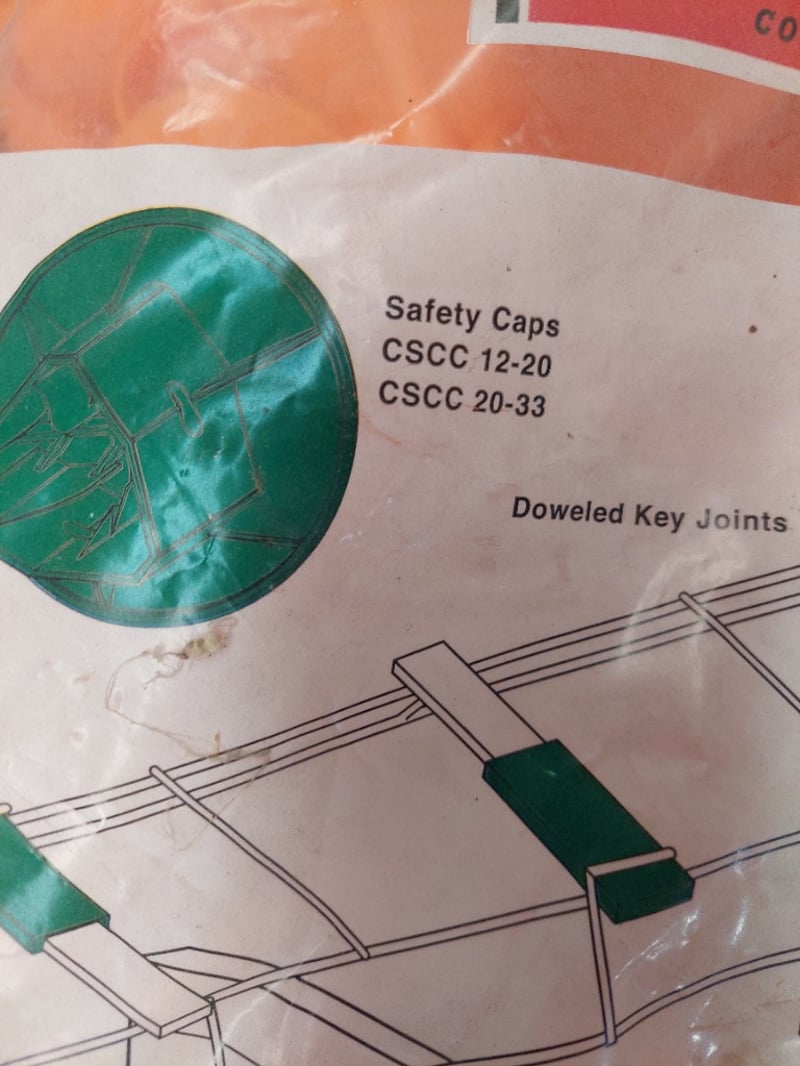 CO
Safety Caps
CSCC 12-20
CSCC 20-33
Doweled Key Joints